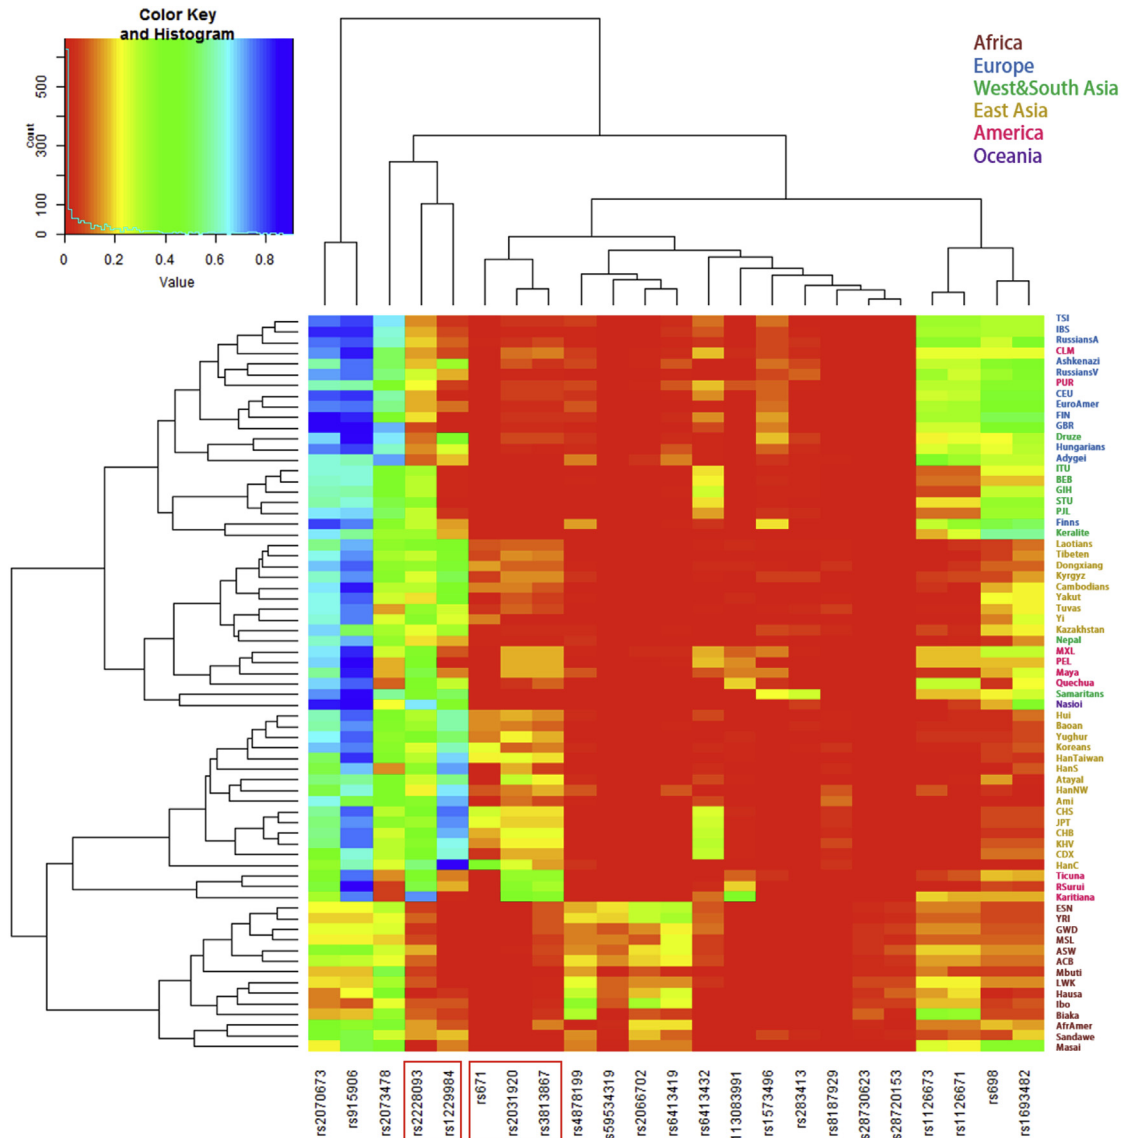 Color Key
and Histogram
Count
0 100 300 500
0 0.2 0.4 0.6 0.8
Value
Africa
Europe
West&South Asia
East Asia
America
Oceania
TSI
IBS
RussiansA
CLM
Ashkenazi
RussiansV
PUR
CEU
EuroAmer
FIN
GBR
Druze
Hungarians
Adygei
ITU
BEB
GIH
STU
PJL
Finns
Keralite
Laotians
Tibeten
Dongxiang
Kyrgyz
Cambodians
Yakut
Tuvas
Yi
Kazakhstan
Nepal
MXL
PEL
Maya
Quechua
Samaritans
Nasioi
Hui
Baoan
Yughur
Koreans
HanTaiwan
HanS
Atayal
HanNW
Ami
CHS
JPT
CHB
KHV
CDX
HanC
Ticuna
RSurui
Karitiana
ESN
YRI
GWD
MSL
ASW
ACB
Mbuti
LWK
Hausa
Ibo
Biaka
AfrAmer
Sandawe
Masai
rs2070673
rs915906
rs2073478
rs2228093
rs1229984
rs671
rs2031920
rs3813867
rs4878199
rs59534319
rs2066702
rs6413419
rs6413432
113083991
rs1573496
rs283413
rs8187929
rs28730623
rs28720153
rs1126673
rs1126671
rs698
rs1693482